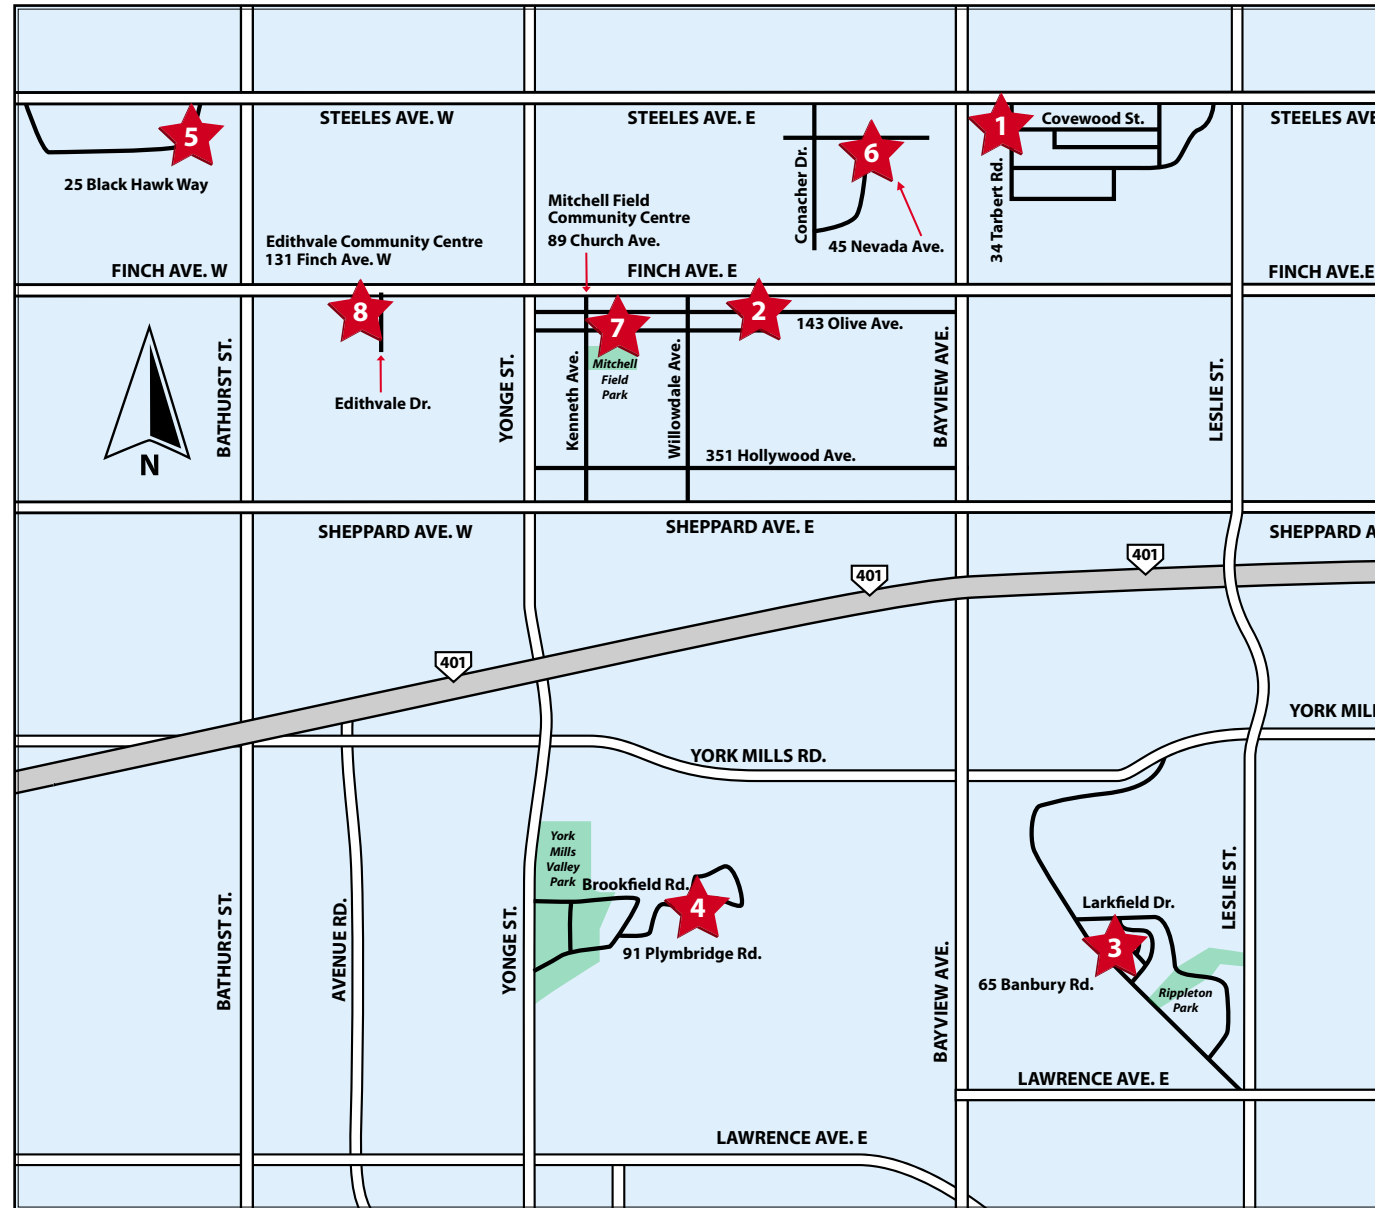 STEELES AVE. W
STEELES AVE. E
STEELES AVE
5
6
1
Covewood St.
Conacher Dr.
34 Tarbert Rd.
25 Black Hawk Way
Mitchell Field
Community Centre
89 Church Ave.
45 Nevada Ave.
Edithvale Community Centre
131 Finch Ave. W
FINCH AVE. W
FINCH AVE. E
FINCH AVE.E
8
7
2
143 Olive Ave.
Mitchell
Field
Park
Edithvale Dr.
BATHURST ST.
YONGE ST.
Kenneth Ave.
Willowdale Ave.
BAYVIEW AVE.
LESLIE ST.
N
351 Hollywood Ave.
SHEPPARD AVE. W
SHEPPARD AVE. E
SHEPPARD A
401
401
401
YORK MILLS RD.
YORK MIL
York
Mills
Valley
Park
Brookfield Rd.
4
91 Plymbridge Rd.
Larkfield Dr.
3
65 Banbury Rd.
Rippleton
Park
BATHURST ST.
AVENUE RD.
YONGE ST.
BAYVIEW AVE.
LESLIE ST.
LAWRENCE AVE. E
LAWRENCE AVE. E